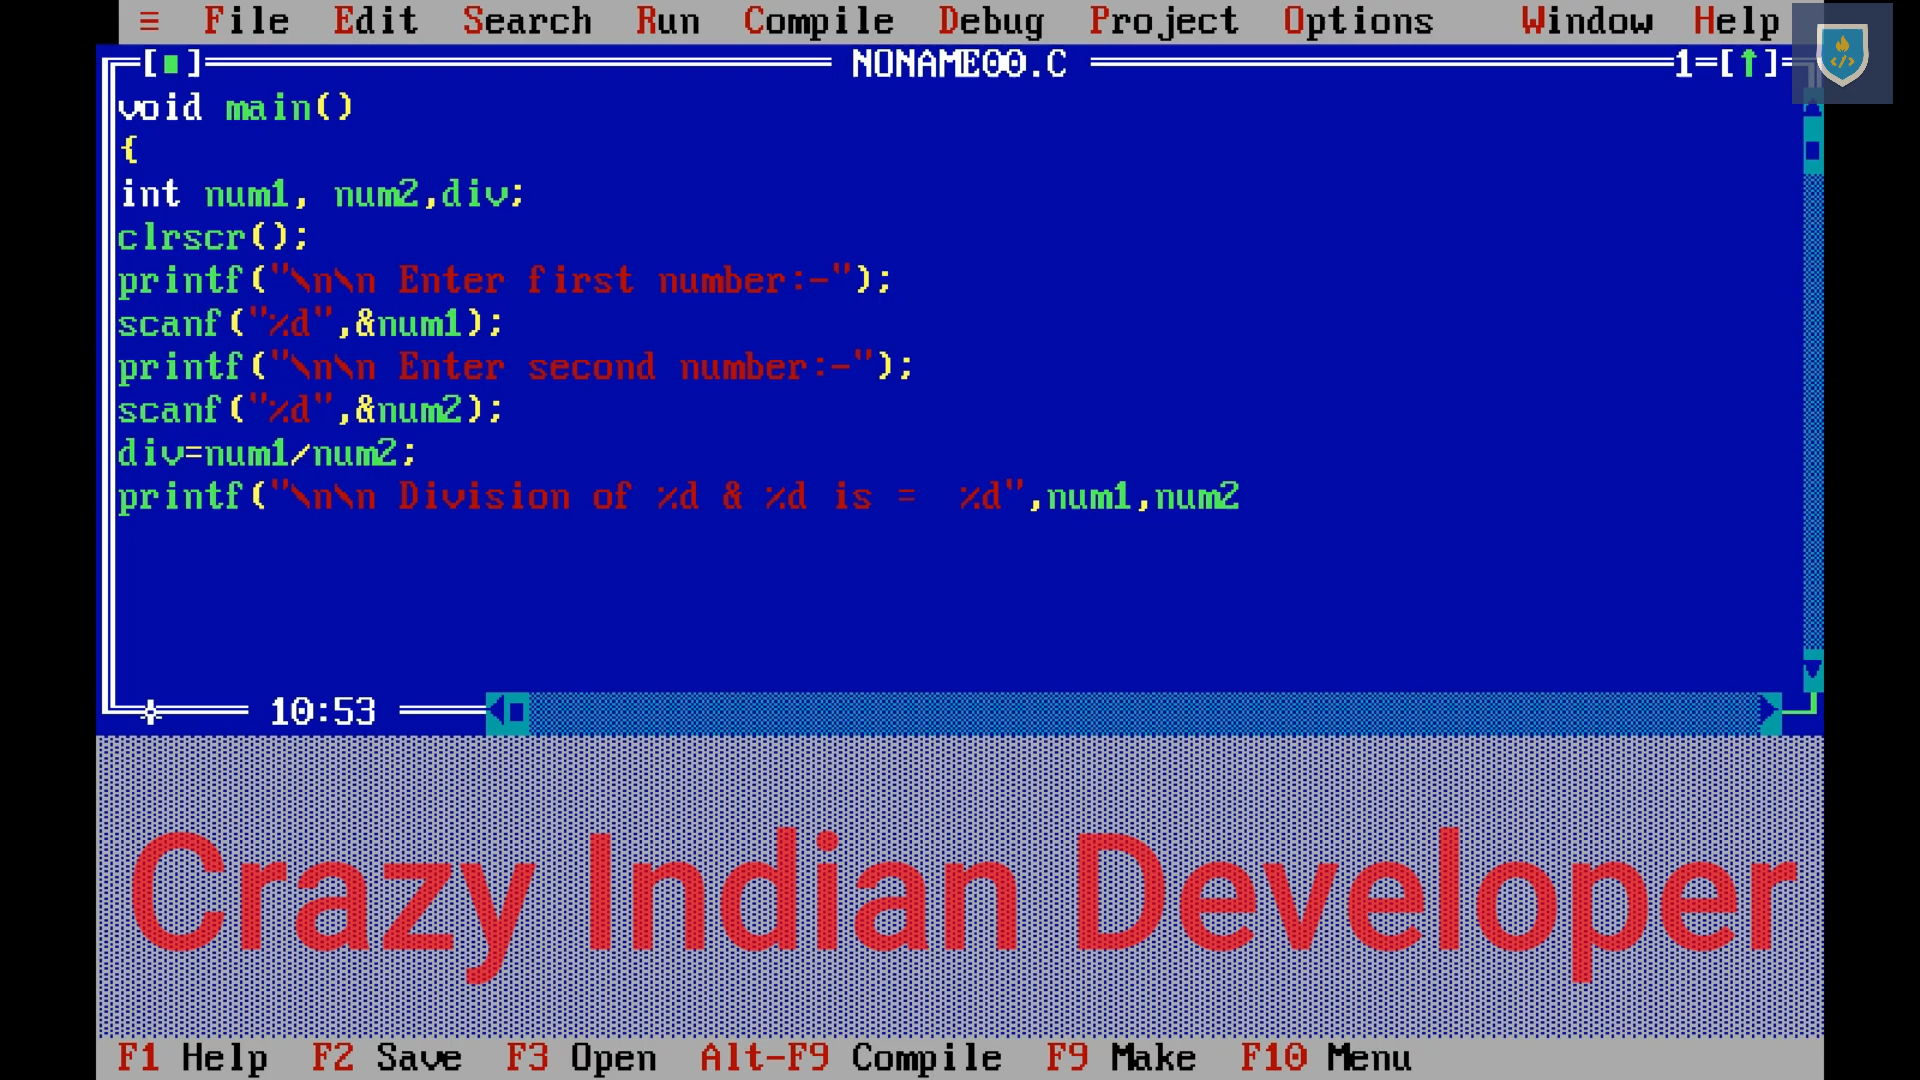 ≡ File Edit Search Run Compile Debug Project Options Window Help
[■] NONAME00.C 1=[↑]
void main()
{
int num1, num2,div;
clrscr();
printf("\n\n Enter first number:-");
scanf("%d",&num1);
printf("\n\n Enter second number:-");
scanf("%d",&num2);
div=num1/num2;
printf("\n\n Division of %d & %d is =  %d",num1,num2
10:53
Crazy Indian Developer
F1 Help F2 Save F3 Open Alt-F9 Compile F9 Make F10 Menu